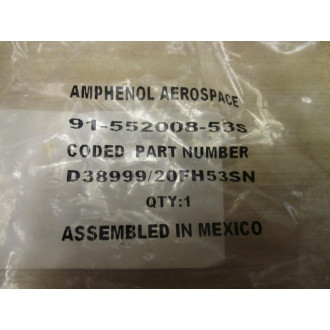 AMPHENOL AEROSPACE
91-552008-53s
CODED PART NUMBER
D38999/20FH53SN
QTY:1
ASSEMBLED IN MEXICO